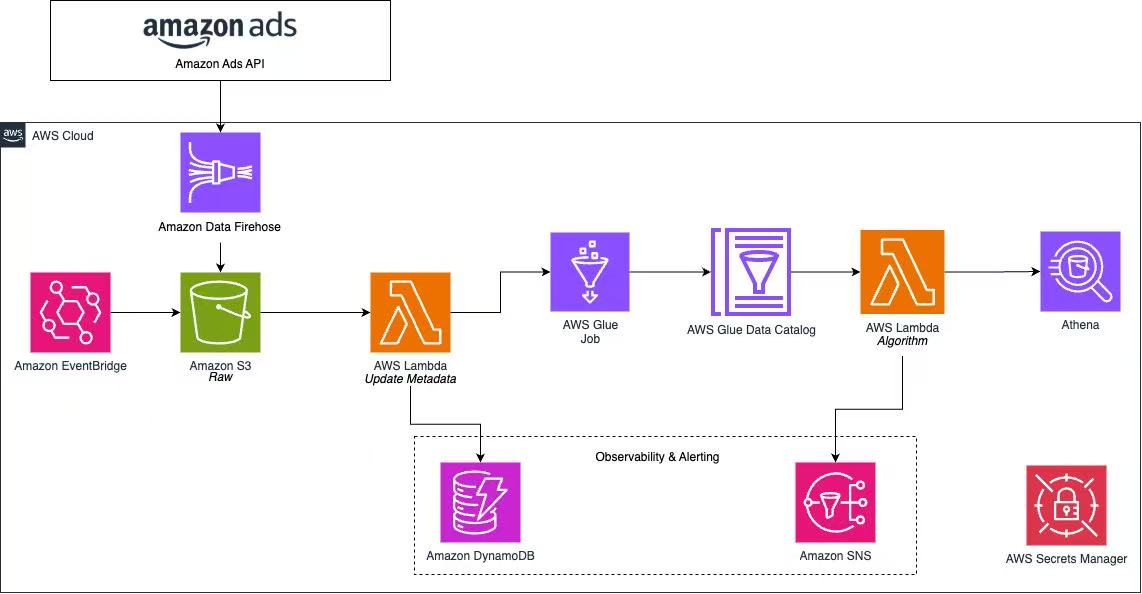 amazon ads
Amazon Ads API
aws
AWS Cloud
Amazon Data Firehose
Amazon EventBridge
Amazon S3
Raw
AWS Lambda
Update Metadata
AWS Glue
Job
AWS Glue Data Catalog
AWS Lambda
Algorithm
Athena
Observability & Alerting
Amazon DynamoDB
Amazon SNS
AWS Secrets Manager